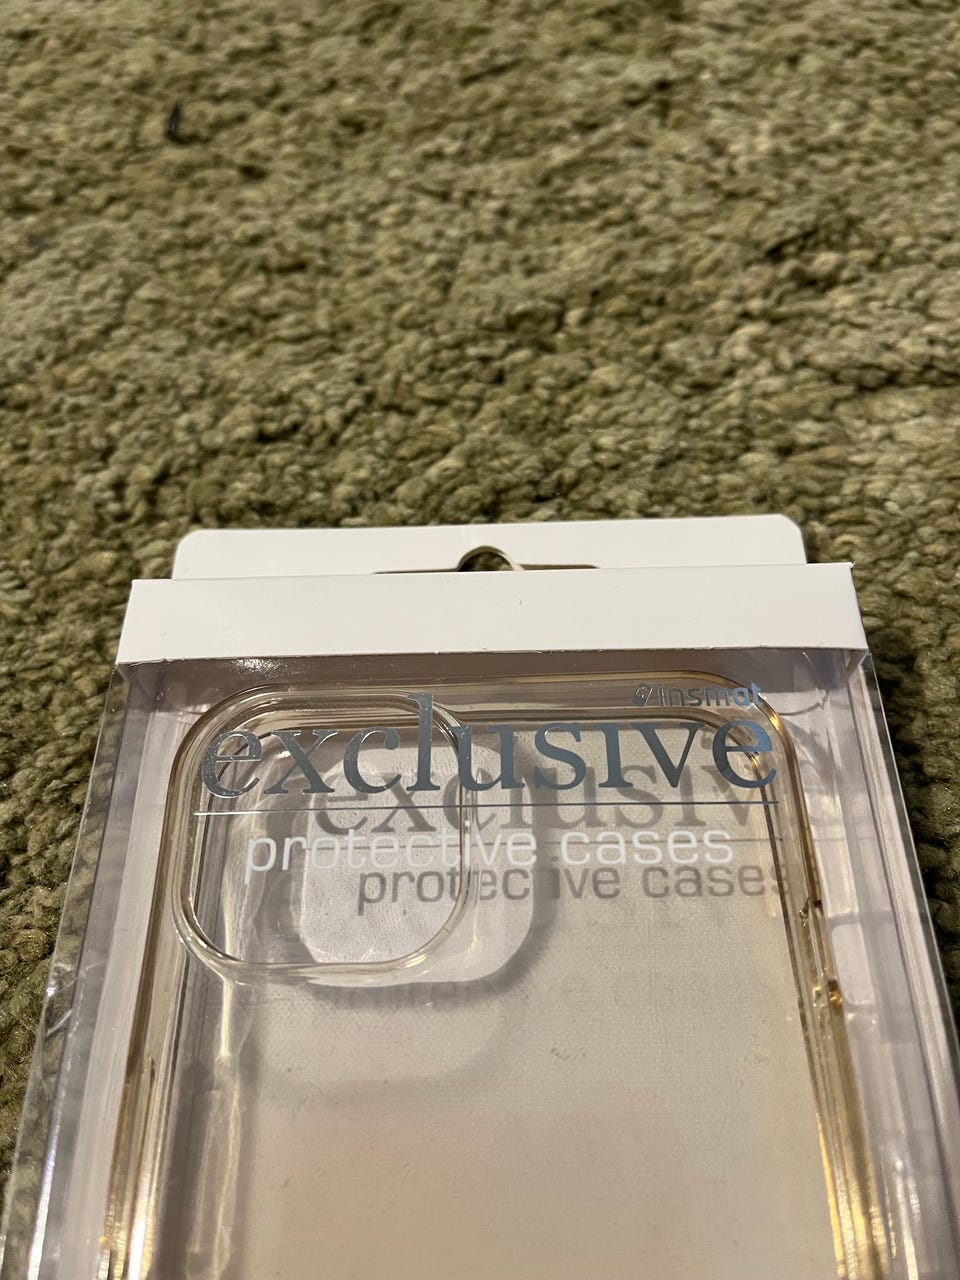 insmat
exclusive
protective cases